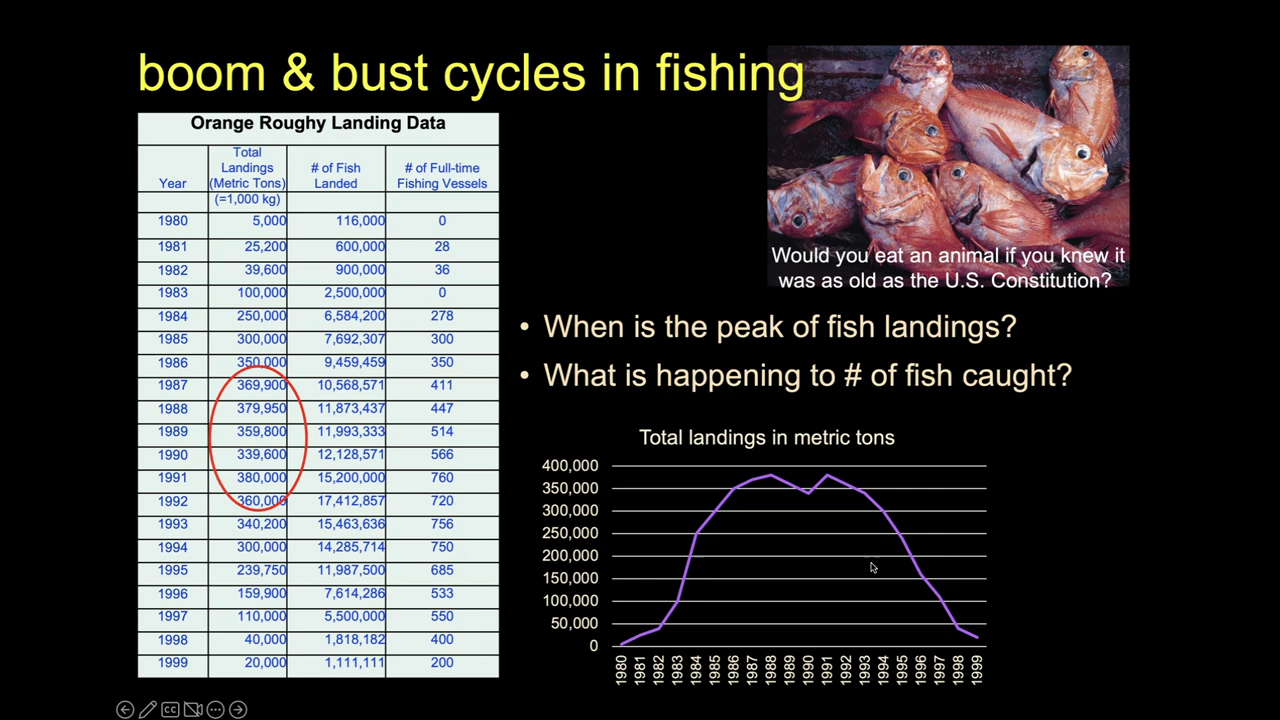 boom & bust cycles in fishing
Orange Roughy Landing Data
Year	Total Landings (Metric Tons)	# of Fish Landed	# of Full-time Fishing Vessels
(=1,000 kg)
1980	5,000	116,000	0
1981	25,200	600,000	28
1982	39,600	900,000	36
1983	100,000	2,500,000	0
1984	250,000	6,584,200	278
1985	300,000	7,692,307	300
1986	350,000	9,459,459	350
1987	369,900	10,568,571	411
1988	379,950	11,873,437	447
1989	359,800	11,993,333	514
1990	339,600	12,128,571	566
1991	380,000	15,200,000	760
1992	360,000	17,412,857	720
1993	340,200	15,463,636	756
1994	300,000	14,285,714	750
1995	239,750	11,987,500	685
1996	159,900	7,614,286	533
1997	110,000	5,500,000	550
1998	40,000	1,818,182	400
1999	20,000	1,111,111	200
Would you eat an animal if you knew it
was as old as the U.S. Constitution?
• When is the peak of fish landings?
• What is happening to # of fish caught?
Total landings in metric tons
400,000
350,000
300,000
250,000
200,000
150,000
100,000
50,000
0
1980 1981 1982 1983 1984 1985 1986 1987 1988 1989 1990 1991 1992 1993 1994 1995 1996 1997 1998 1999
CC